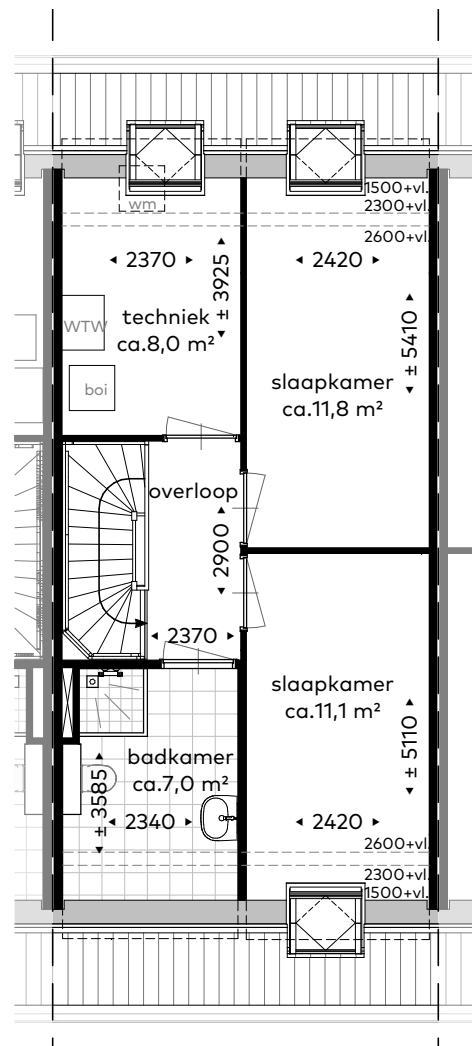 1500+vl.
wm
2300+vl.
2600+vl.
2370
2420
± 3925
WTW
techniek
ca.8,0 m²
± 5410
boi
slaapkamer
ca.11,8 m²
overloop
2900
2370
slaapkamer
ca.11,1 m²
badkamer
ca.7,0 m²
± 3585
± 5110
2340
2420
2600+vl.
2300+vl.
1500+vl.